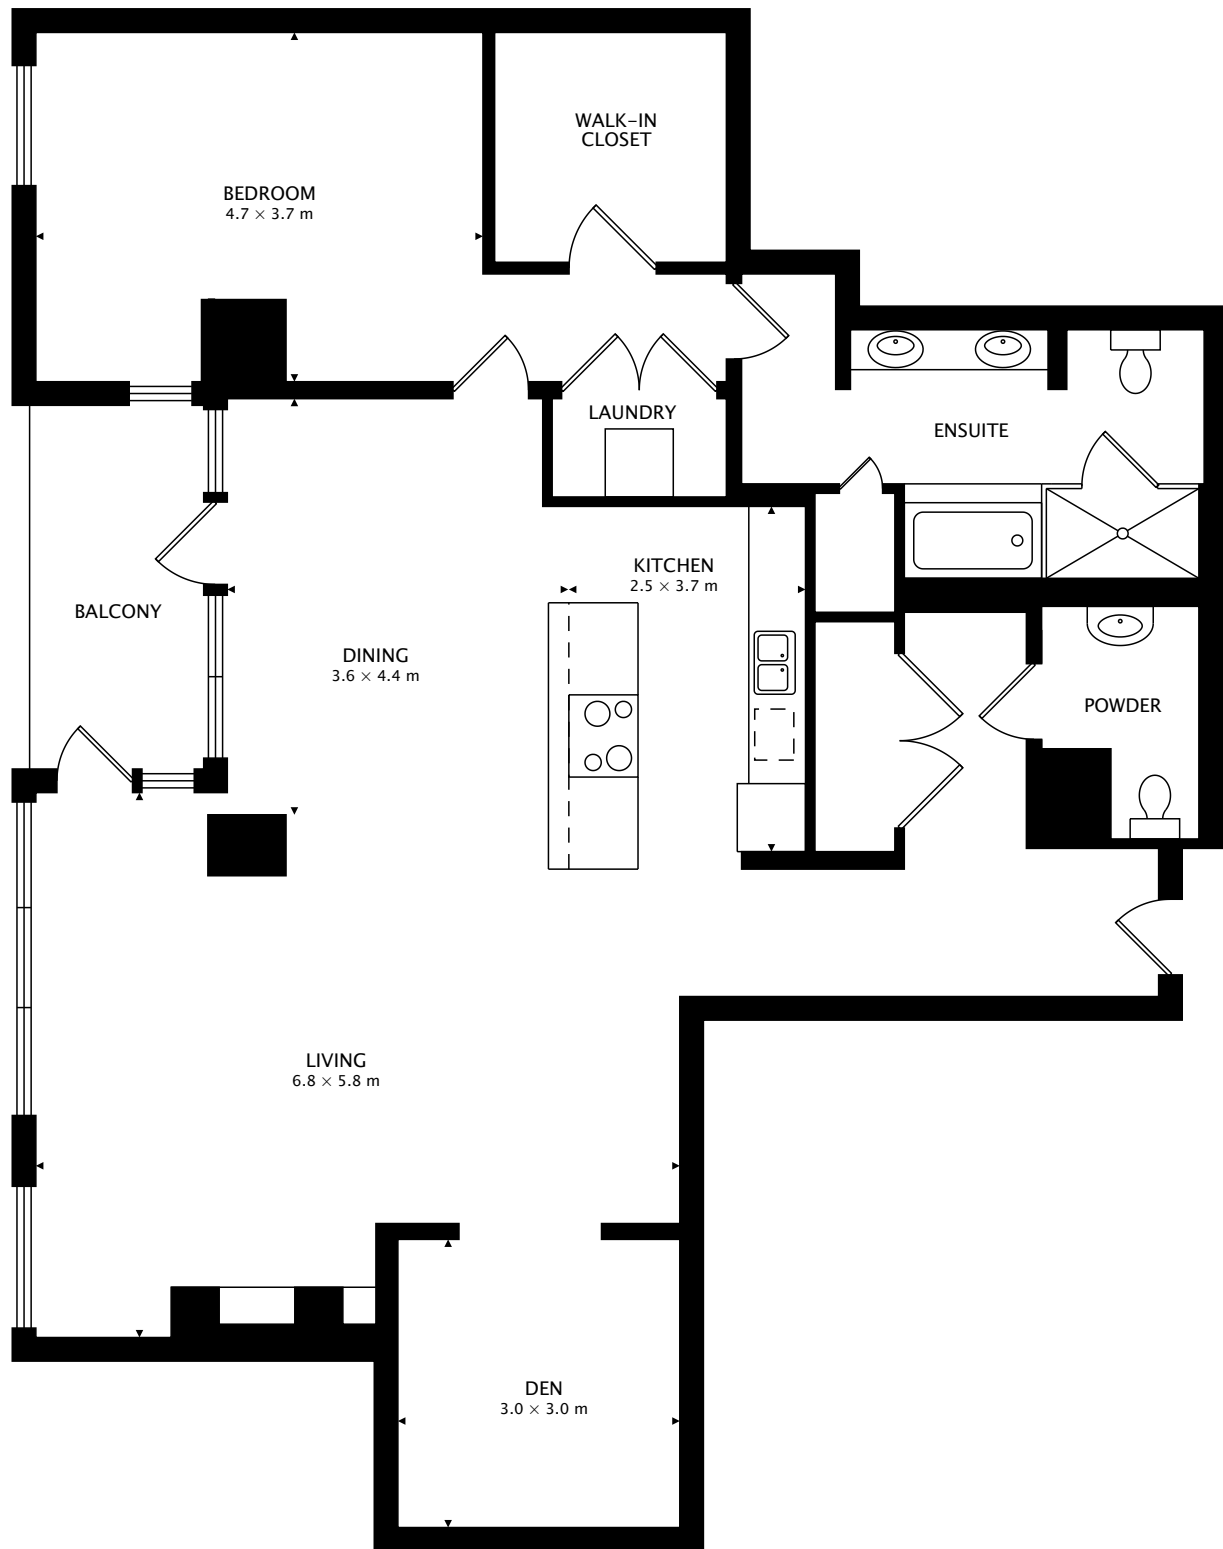 WALK-IN
CLOSET
BEDROOM
4.7 × 3.7 m
LAUNDRY
ENSUITE
KITCHEN
2.5 × 3.7 m
BALCONY
DINING
3.6 × 4.4 m
POWDER
LIVING
6.8 × 5.8 m
DEN
3.0 × 3.0 m